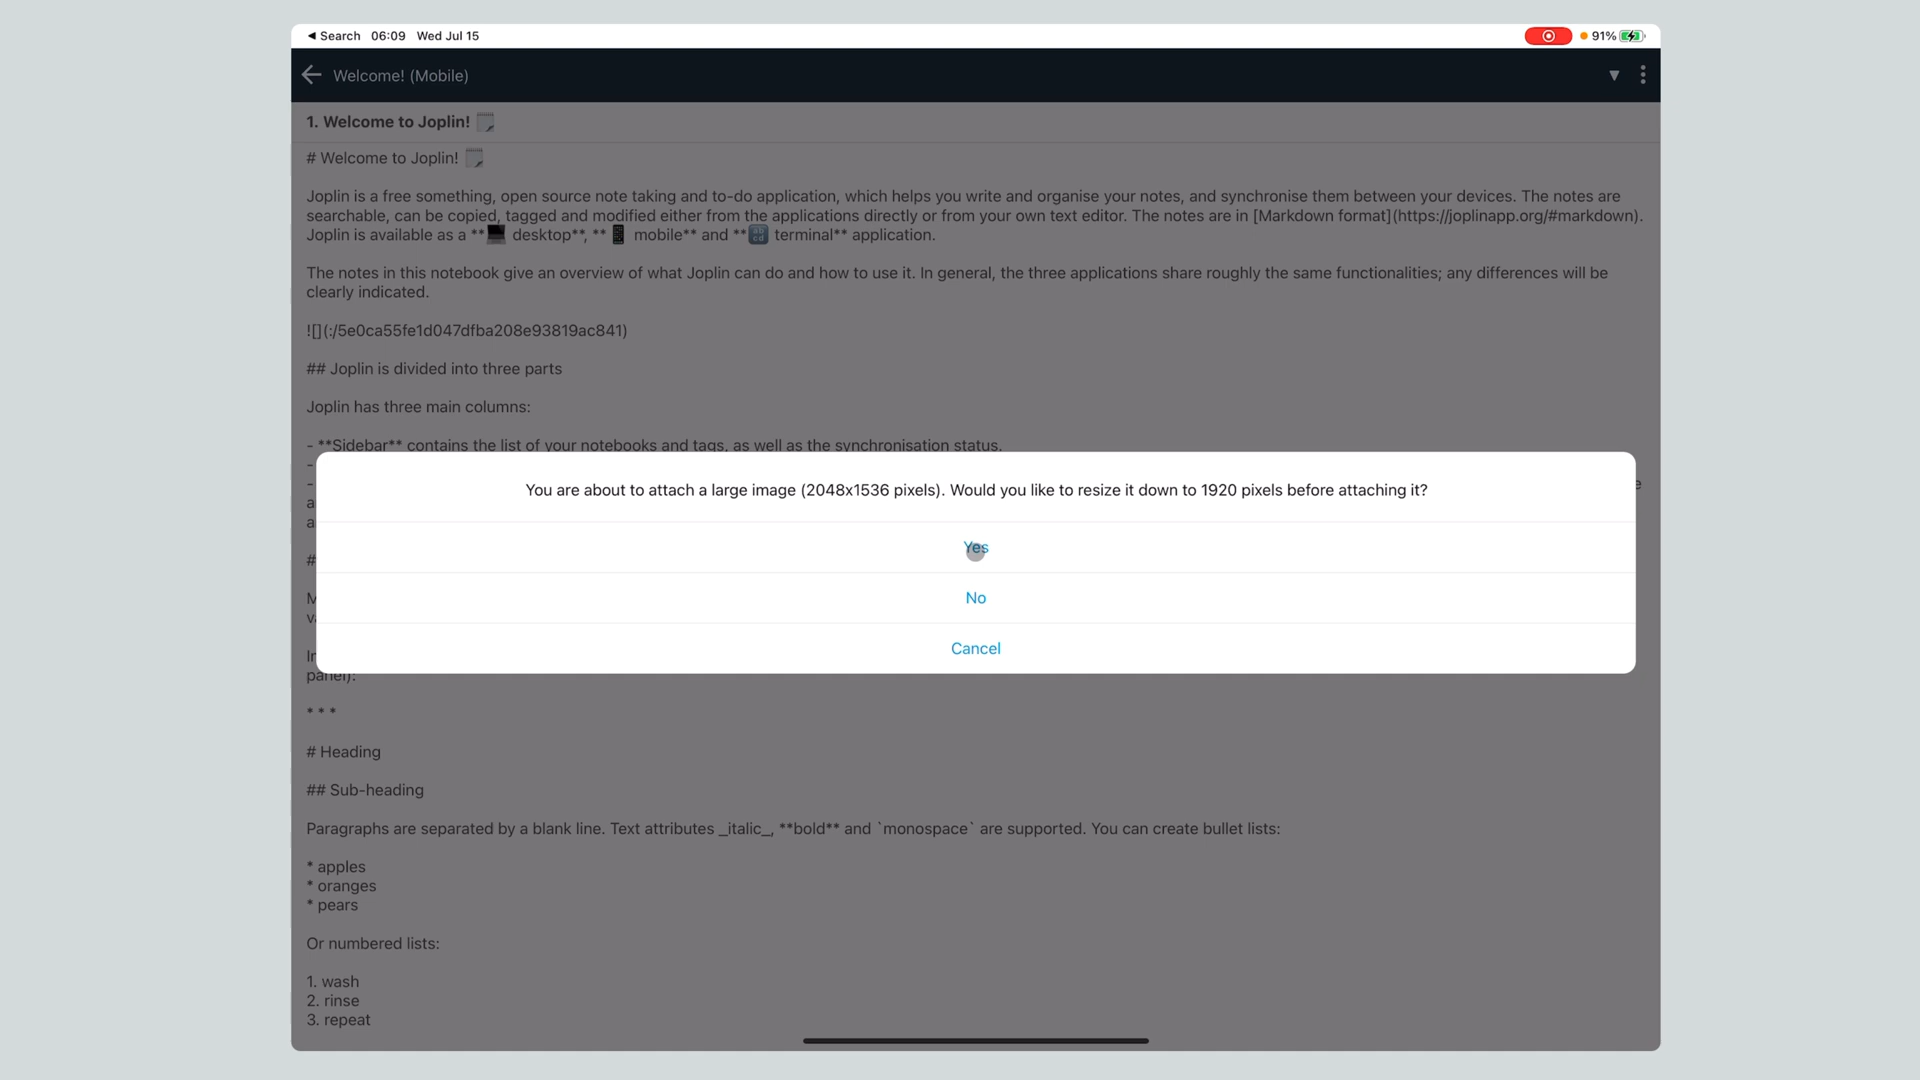 ◀ Search 06:09 Wed Jul 15
91%
Welcome! (Mobile)
1. Welcome to Joplin!
# Welcome to Joplin!
Joplin is a free something, open source note taking and to-do application, which helps you write and organise your notes, and synchronise them between your devices. The notes are
searchable, can be copied, tagged and modified either from the applications directly or from your own text editor. The notes are in [Markdown format](https://joplinapp.org/#markdown).
Joplin is available as a **💻 desktop**, **📱 mobile** and **🔡 terminal** application.
The notes in this notebook give an overview of what Joplin can do and how to use it. In general, the three applications share roughly the same functionalities; any differences will be
clearly indicated.
![](:/5e0ca55fe1d047dfba208e93819ac841)
## Joplin is divided into three parts
Joplin has three main columns:
- **Sidebar** contains the list of your notebooks and tags, as well as the synchronisation status.
You are about to attach a large image (2048x1536 pixels). Would you like to resize it down to 1920 pixels before attaching it?
Yes
No
Cancel
panel):
* * *
# Heading
## Sub-heading
Paragraphs are separated by a blank line. Text attributes _italic_, **bold** and `monospace` are supported. You can create bullet lists:
* apples
* oranges
* pears
Or numbered lists:
1. wash
2. rinse
3. repeat